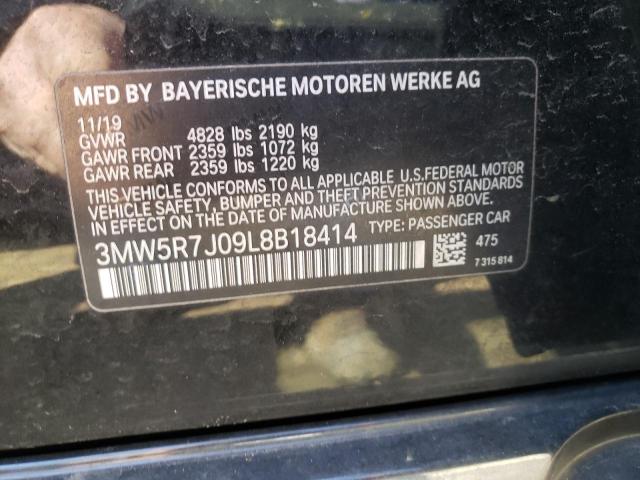 MFD BY BAYERISCHE MOTOREN WERKE AG
11/19
GVWR 4828 lbs 2190 kg
GAWR FRONT 2359 lbs 1072 kg
GAWR REAR 2359 lbs 1220 kg
THIS VEHICLE CONFORMS TO ALL APPLICABLE U.S.FEDERAL MOTOR
VEHICLE SAFETY, BUMPER AND THEFT PREVENTION STANDARDS
IN EFFECT ON THE DATE OF MANUFACTURE SHOWN ABOVE.
3MW5R7J09L8B18414 TYPE: PASSENGER CAR
475
7 315 814